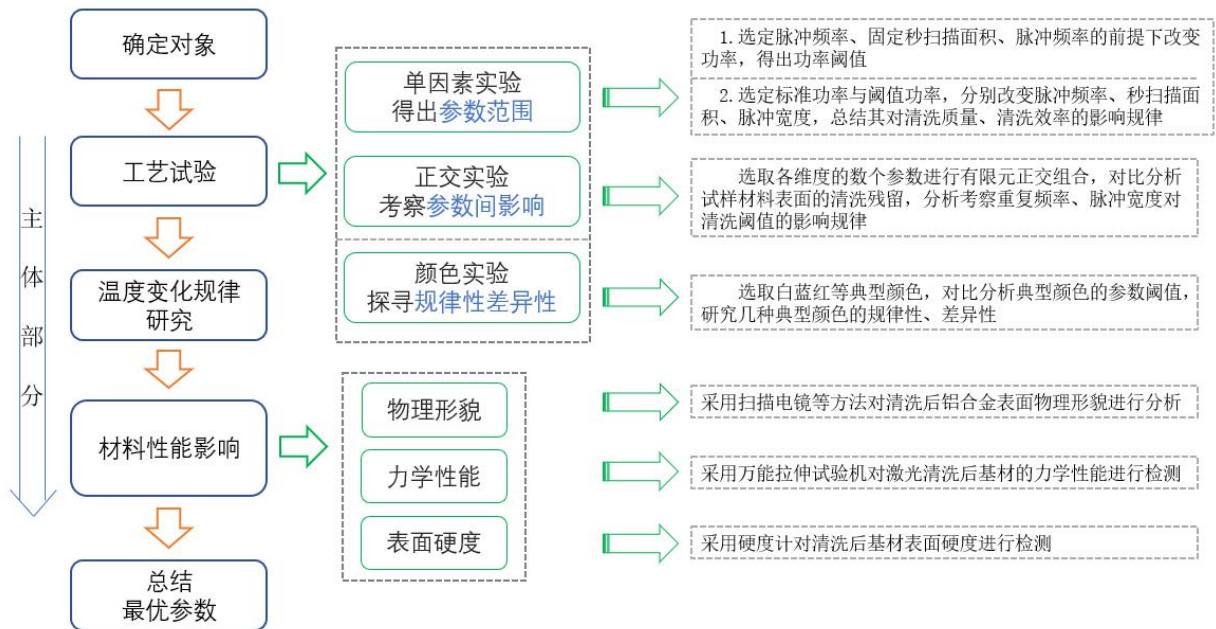 确定对象
工艺试验
温度变化规律
研究
材料性能影响
总结
最优参数
主体部分
单因素实验
得出参数范围
正交实验
考察参数间影响
颜色实验
探寻规律性差异性
物理形貌
力学性能
表面硬度
1.选定脉冲频率、固定秒扫描面积、脉冲频率的前提下改变
功率，得出功率阈值
2.选定标准功率与阈值功率，分别改变脉冲频率、秒扫描面
积、脉冲宽度，总结其对清洗质量、清洗效率的影响规律
选取各维度的数个参数进行有限元正交组合，对比分析
试样材料表面的清洗残留，分析考察重复频率、脉冲宽度对
清洗阈值的影响规律
选取白蓝红等典型颜色，对比分析典型颜色的参数阈值，
研究几种典型颜色的规律性、差异性
采用扫描电镜等方法对清洗后铝合金表面物理形貌进行分析
采用万能拉伸试验机对激光清洗后基材的力学性能进行检测
采用硬度计对清洗后基材表面硬度进行检测